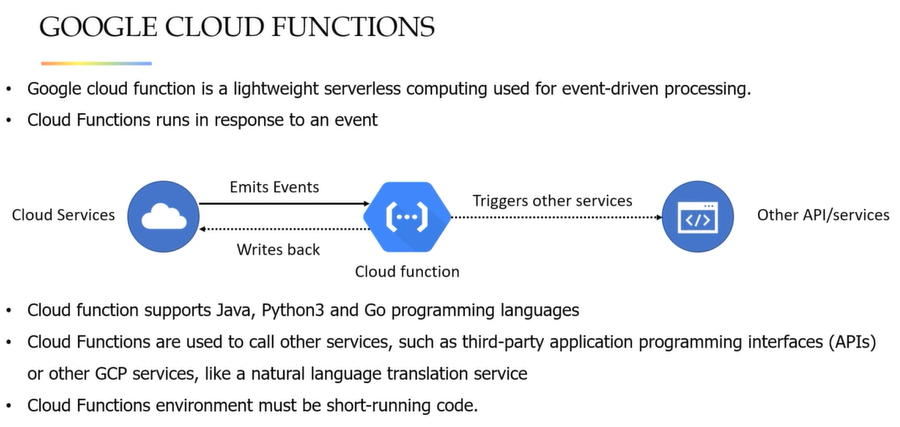 GOOGLE CLOUD FUNCTIONS
• Google cloud function is a lightweight serverless computing used for event-driven processing.
• Cloud Functions runs in response to an event
Emits Events
Triggers other services
Cloud Services
Other API/services
Writes back
Cloud function
• Cloud function supports Java, Python3 and Go programming languages
• Cloud Functions are used to call other services, such as third-party application programming interfaces (APIs)
or other GCP services, like a natural language translation service
• Cloud Functions environment must be short-running code.